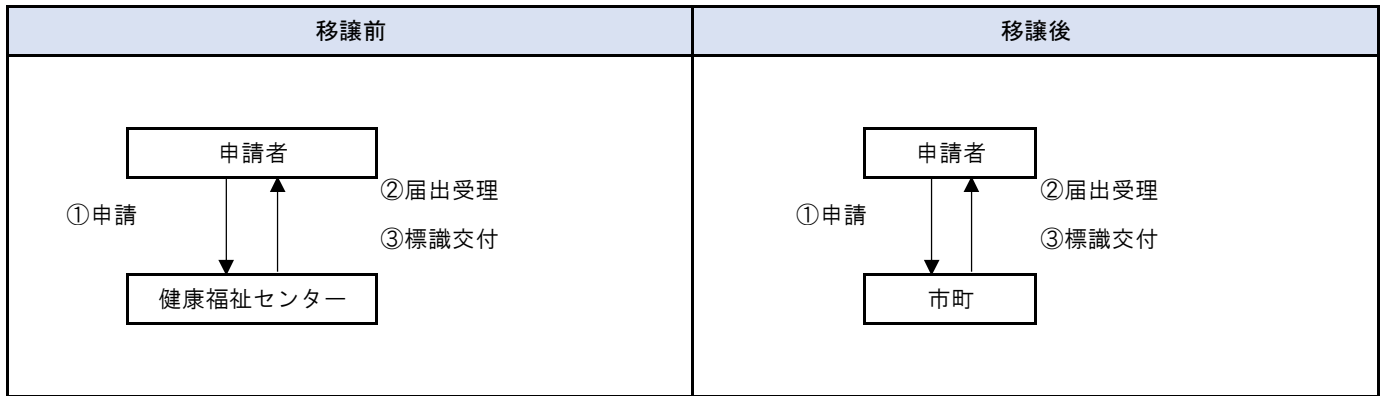 移譲前
移譲後
申請者
②届出受理
①申請
③標識交付
健康福祉センター
申請者
②届出受理
①申請
③標識交付
市町